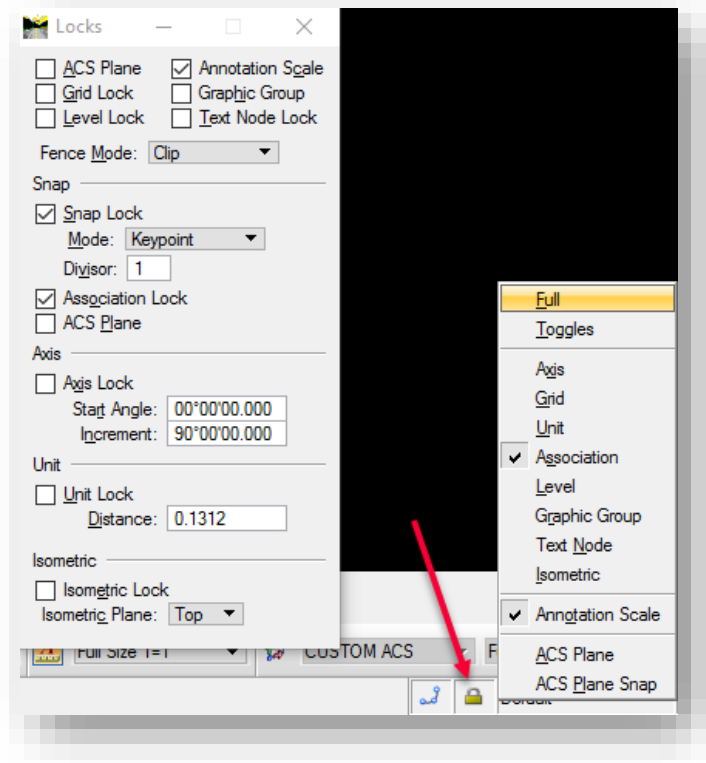 Locks
ACS Plane Annotation Scale
Grid Lock Graphic Group
Level Lock Text Node Lock
Fence Mode: Clip
Snap
Snap Lock
Mode: Keypoint
Divisor: 1
Association Lock
ACS Plane
Axis
Axis Lock
Start Angle: 00°00'00.000
Increment: 90°00'00.000
Unit
Unit Lock
Distance: 0.1312
Isometric
Isometric Lock
Isometric Plane: Top
Full
Toggles
Axis
Grid
Unit
Association
Level
Graphic Group
Text Node
Isometric
Annotation Scale
ACS Plane
ACS Plane Snap
Full Size 1=1 CUSTOM ACS F
Default